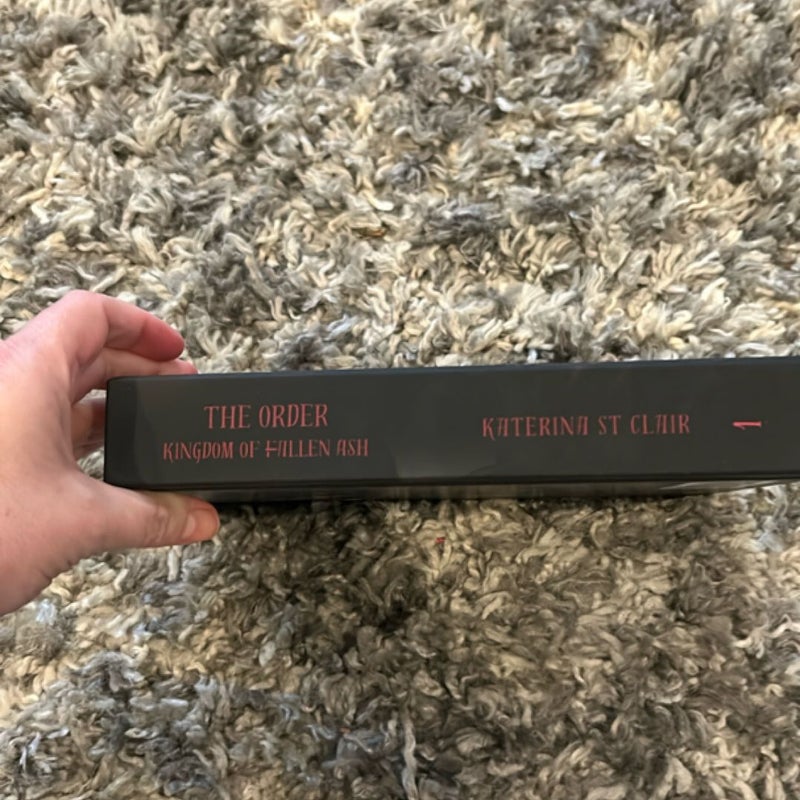 THE ORDER
KINGDOM OF FALLEN ASH
KATERINA ST CLAIR
1